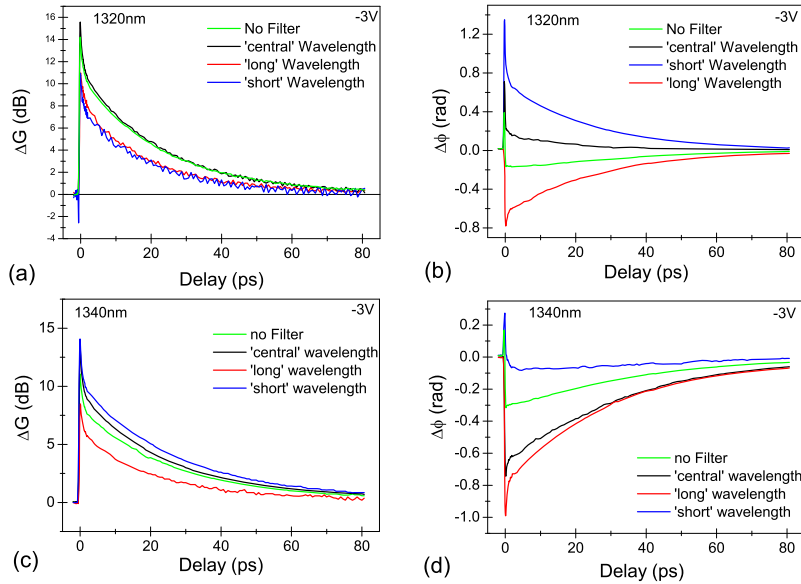 1320nm
-3V
No Filter
'central' Wavelength
'long' Wavelength
'short' Wavelength
16
14
12
10
8
6
4
2
0
2
4
ΔG (dB)
0
20
40
60
80
Delay (ps)
(a)
-3V
1320nm
No Filter
'central' Wavelength
'short' Wavelength
'long' Wavelength
1.2
0.8
0.4
0.0
-0.4
-0.8
Δϕ (rad)
0
20
40
60
80
Delay (ps)
(b)
1340nm
-3V
no Filter
'central' wavelength
'long' wavelength
'short' wavelength
15
10
5
0
ΔG (dB)
0
20
40
60
80
Delay (ps)
(c)
1340nm
-3V
0.2
0.0
-0.2
-0.4
-0.6
-0.8
-1.0
Δϕ (rad)
no Filter
'central' wavelength
'long' wavelength
'short' wavelength
0
20
40
60
80
Delay (ps)
(d)